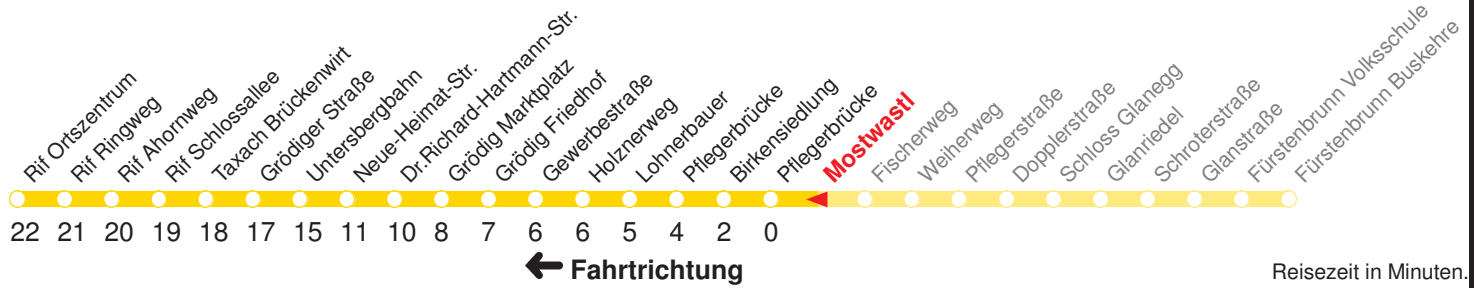 Rif Ortszentrum
Rif Ringweg
Rif Ahornweg
Rif Schlossallee
Taxach Brückenwirt
Grödiger Straße
Untersbergbahn
Neue-Heimat-Str.
Dr.Richard-Hartmann-Str.
Grödig Marktplatz
Grödig Friedhof
Gewerbestraße
Holznerweg
Lohnerbauer
Pflegerbrücke
Birkensiedlung
Pflegerbrücke
Mostwastl
Fischerweg
Weiherweg
Pflegerstraße
Dopplerstraße
Schloss Glanegg
Glanriedel
Schroterstraße
Glanstraße
Fürstenbrunn Volksschule
Fürstenbrunn Buskehre
22 21 20 19 18 17 15 11 10 8 7 6 6 5 4 2 0
Fahrtrichtung
Reisezeit in Minuten.